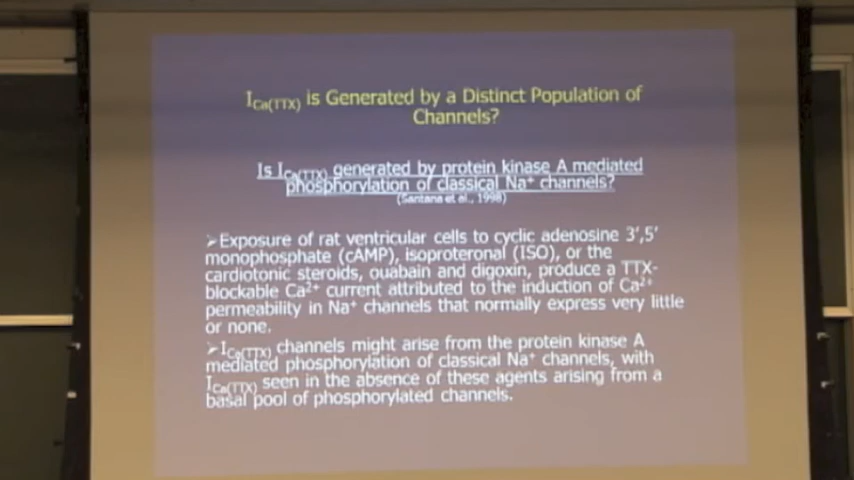 I Ca(TTX) is Generated by a Distinct Population of
Channels?
Is I Ca(TTX) generated by protein kinase A mediated
phosphorylation of classical Na⁺ channels?
(Santana et al., 1998)
➢Exposure of rat ventricular cells to cyclic adenosine 3',5'
monophosphate (cAMP), isoproteronal (ISO), or the
cardiotonic steroids, ouabain and digoxin, produce a TTX-
blockable Ca²⁺ current attributed to the induction of Ca²⁺
permeability in Na⁺ channels that normally express very little
or none.
➢I Ca(TTX) channels might arise from the protein kinase A
mediated phosphorylation of classical Na⁺ channels, with
I Ca(TTX) seen in the absence of these agents arising from a
basal pool of phosphorylated channels.